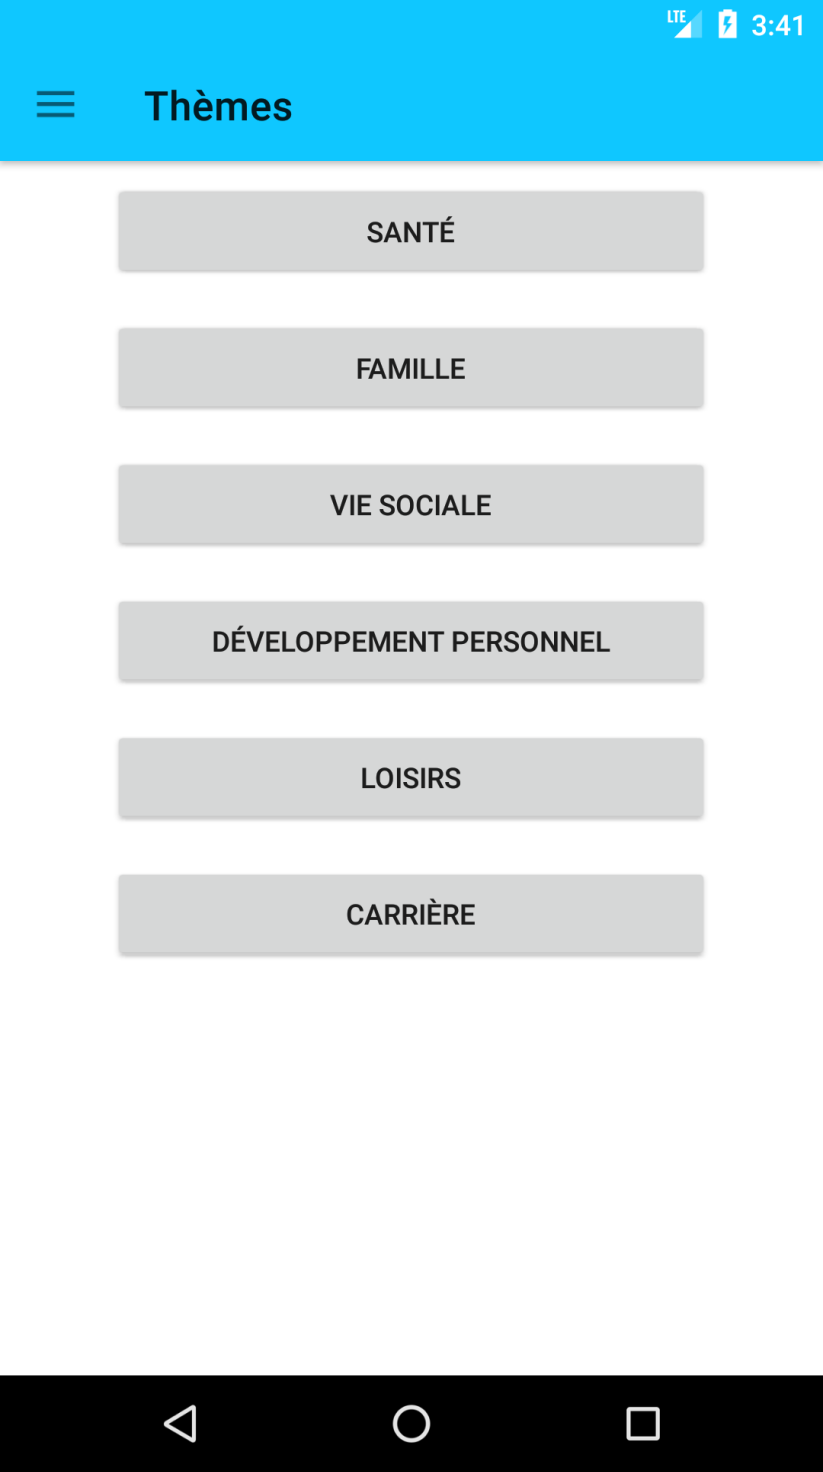 LTE 3:41
Thèmes
SANTÉ
FAMILLE
VIE SOCIALE
DÉVELOPPEMENT PERSONNEL
LOISIRS
CARRIÈRE